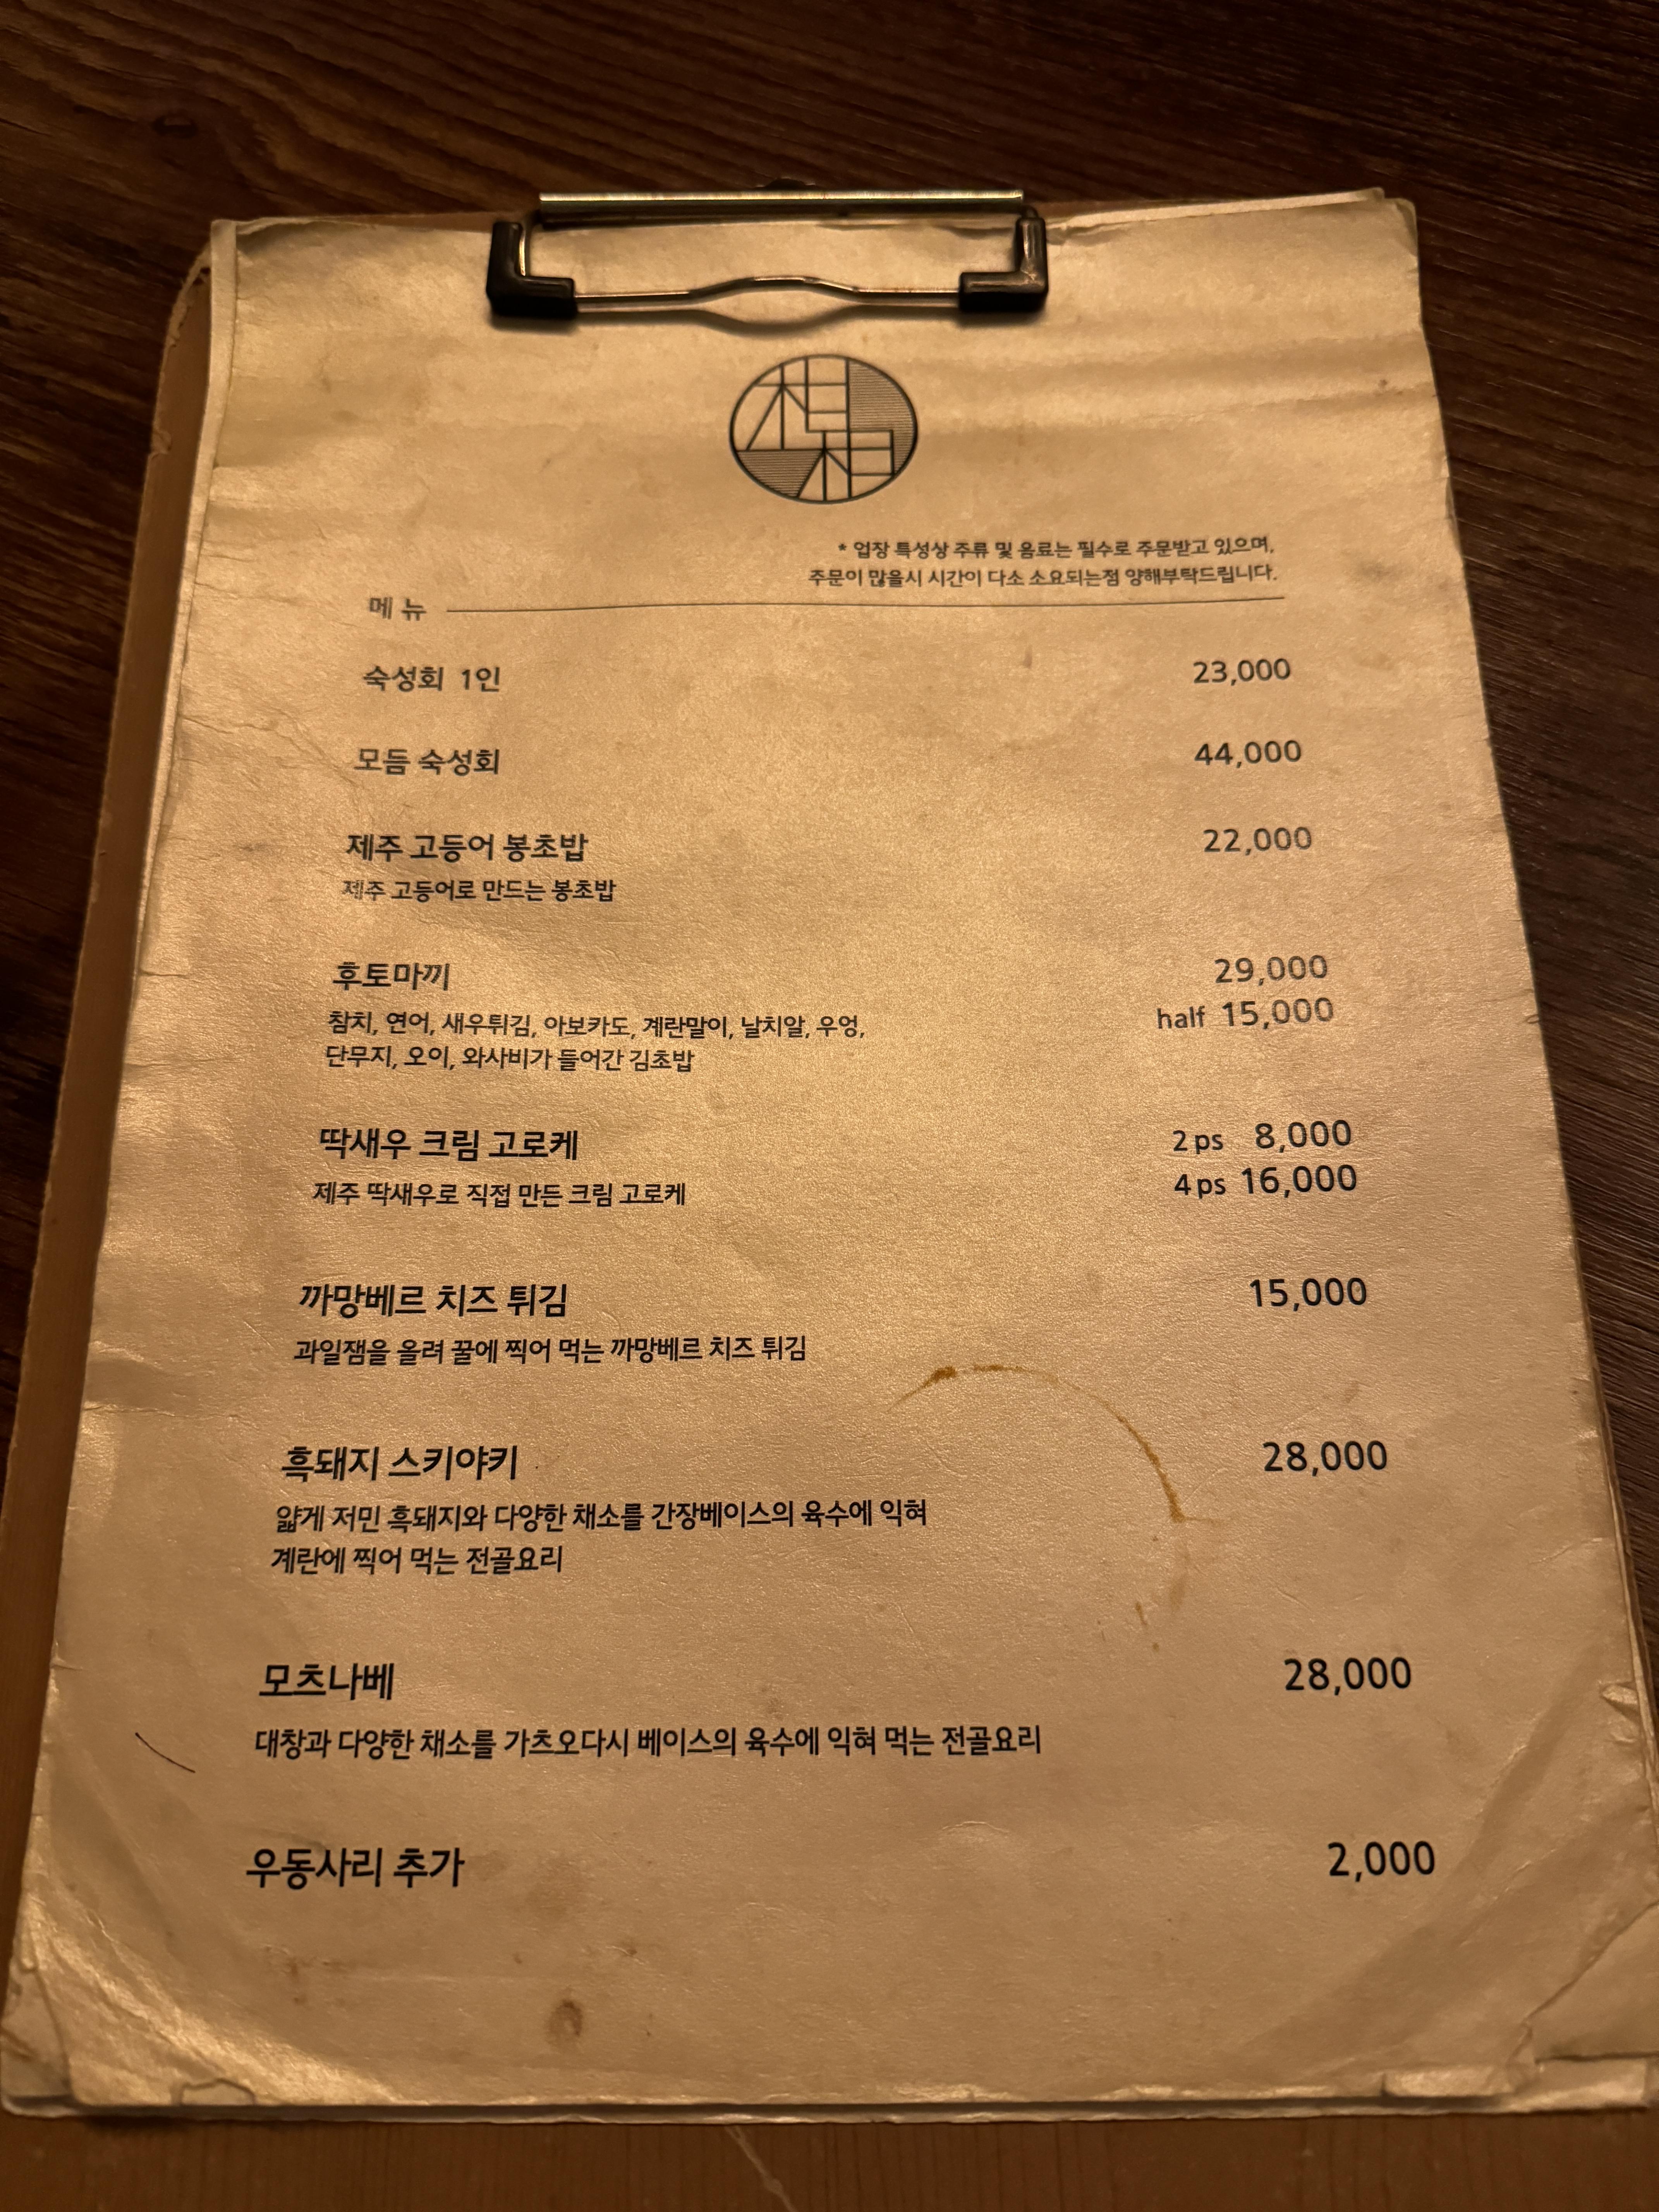 相
相
* 업장 특성상 주류 및 음료는 필수로 주문받고 있으며,
주문이 많을시 시간이 다소 소요되는점 양해부탁드립니다.
메뉴
숙성회 1인 23,000
모듬 숙성회 44,000
제주 고등어 봉초밥 22,000
제주 고등어로 만드는 봉초밥
후토마끼 29,000
half 15,000
참치, 연어, 새우튀김, 아보카도, 계란말이, 날치알, 우엉,
단무지, 오이, 와사비가 들어간 김초밥
딱새우 크림 고로케 2ps 8,000
4ps 16,000
제주 딱새우로 직접 만든 크림 고로케
까망베르 치즈 튀김 15,000
과일잼을 올려 꿀에 찍어 먹는 까망베르 치즈 튀김
흑돼지 스키야키 28,000
얇게 저민 흑돼지와 다양한 채소를 간장베이스의 육수에 익혀
계란에 찍어 먹는 전골요리
모츠나베 28,000
대창과 다양한 채소를 가츠오다시 베이스의 육수에 익혀 먹는 전골요리
우동사리 추가 2,000